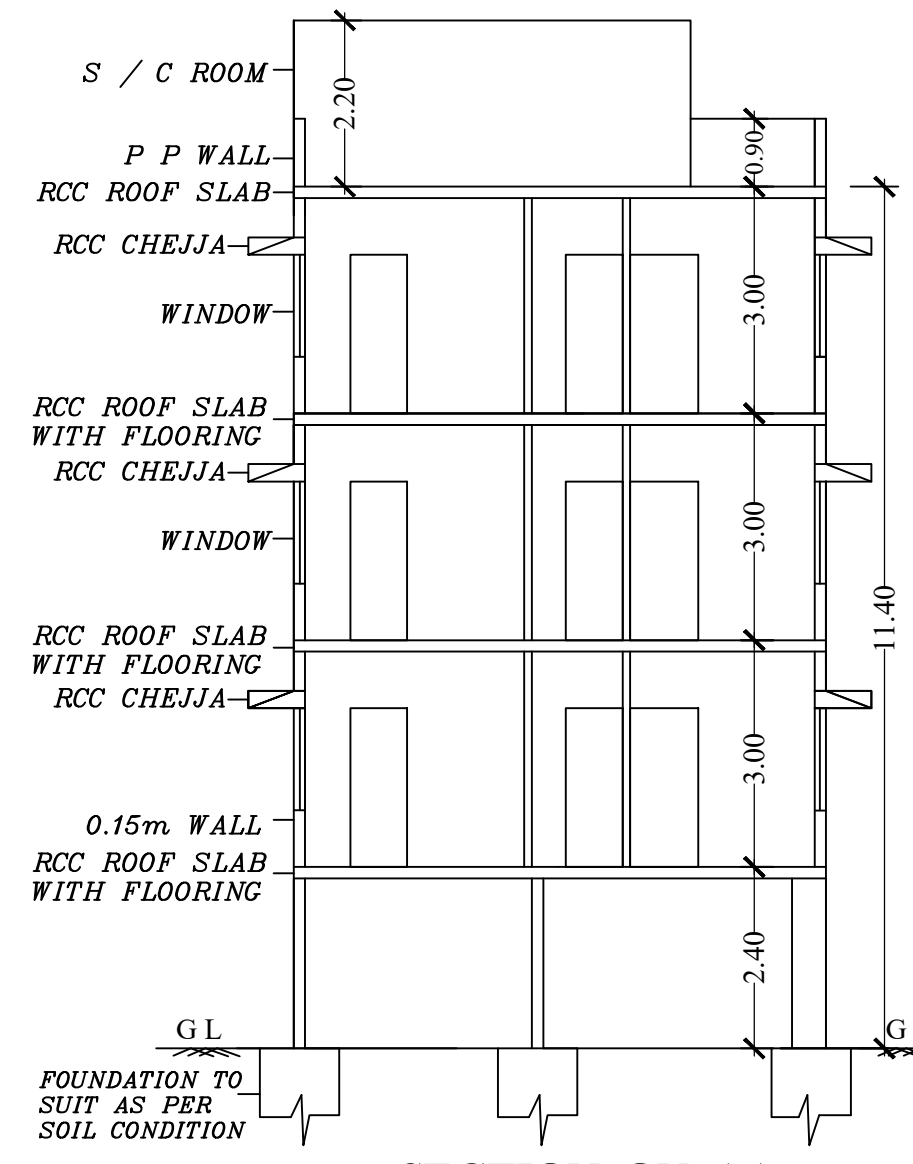 S / C ROOM
2.20
P P WALL
0.90
RCC ROOF SLAB
RCC CHEJJA
WINDOW
3.00
RCC ROOF SLAB
WITH FLOORING
RCC CHEJJA
WINDOW
3.00
11.40
RCC ROOF SLAB
WITH FLOORING
RCC CHEJJA
3.00
0.15m WALL
RCC ROOF SLAB
WITH FLOORING
2.40
G L
G
FOUNDATION TO
SUIT AS PER
SOIL CONDITION